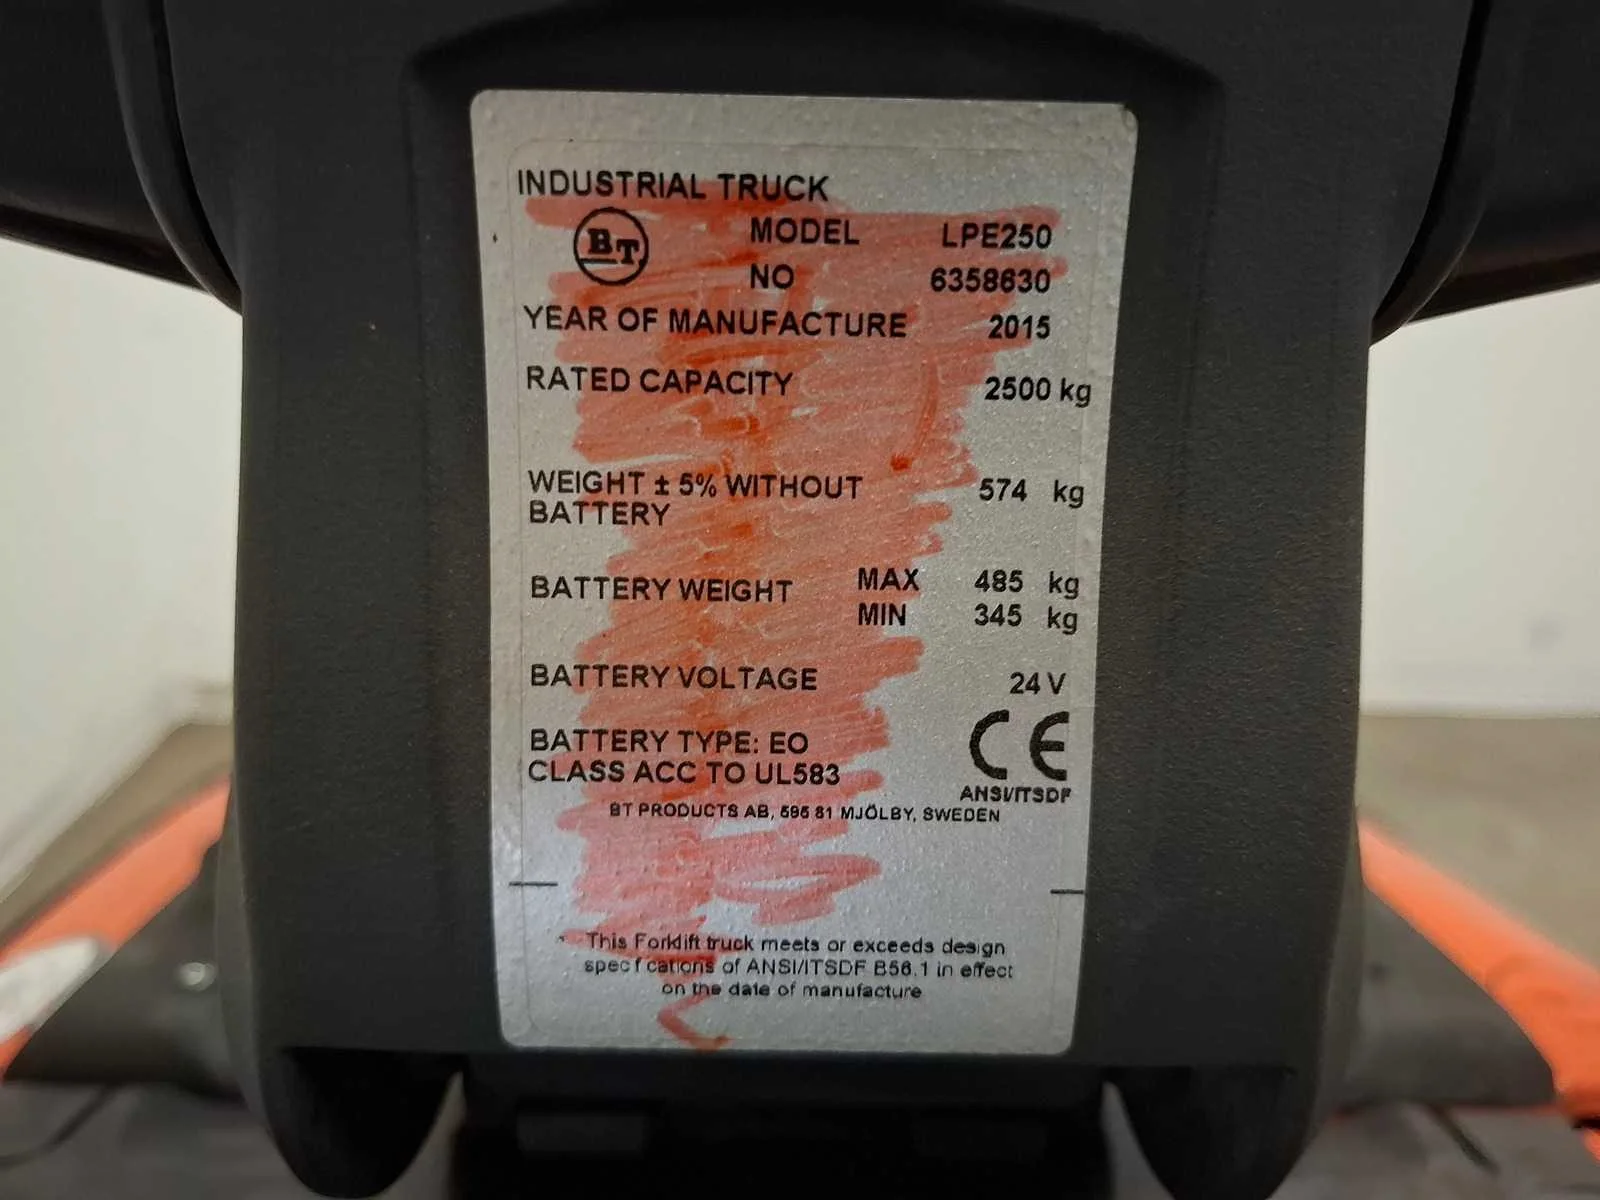 INDUSTRIAL TRUCK
BT MODEL LPE250
NO 6358630
YEAR OF MANUFACTURE 2015
RATED CAPACITY 2500 kg
WEIGHT ± 5% WITHOUT BATTERY 574 kg
BATTERY WEIGHT MAX 485 kg
MIN 345 kg
BATTERY VOLTAGE 24 V
BATTERY TYPE: EO
CLASS ACC TO UL583
CE
ANSI/ITSDF
BT PRODUCTS AB, 595 81 MJÖLBY, SWEDEN
This Forklift truck meets or exceeds design
specifications of ANSI/ITSDF B56.1 in effect
on the date of manufacture